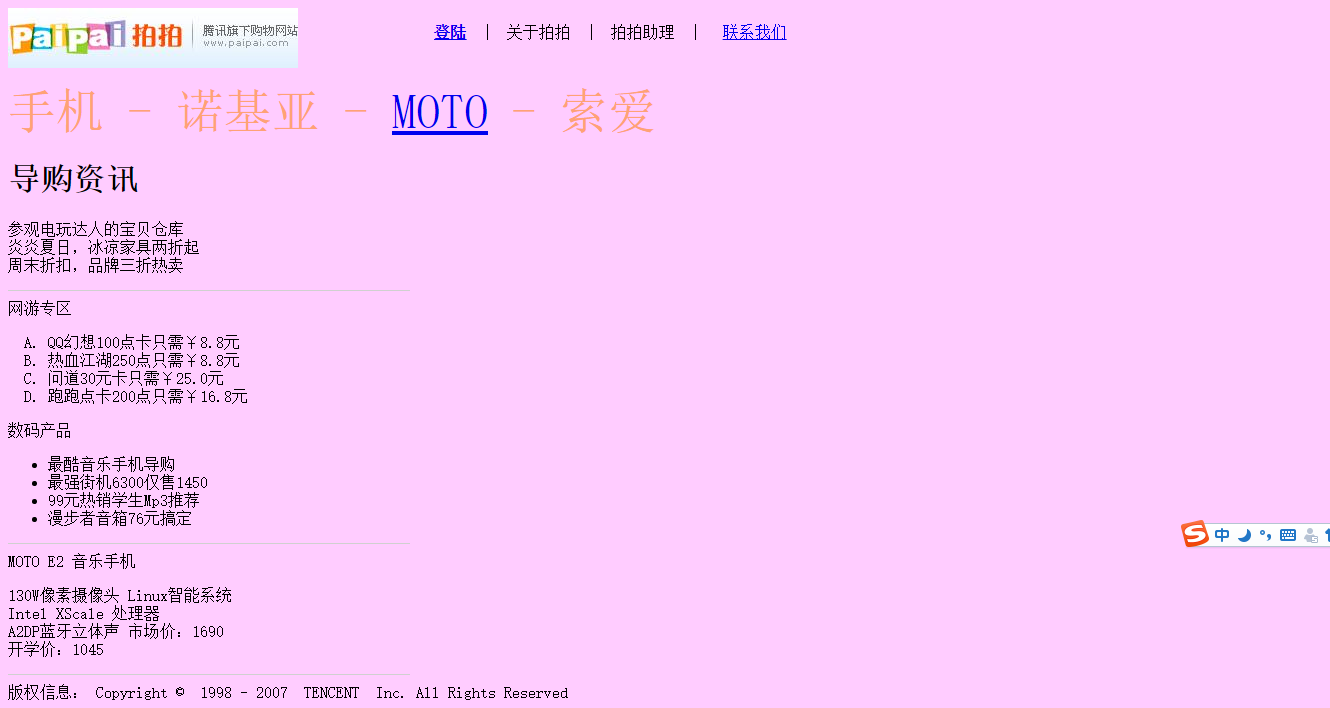 PaiPai 拍拍 腾讯旗下购物网站
www.paipai.com
登陆 | 关于拍拍 | 拍拍助理 | 联系我们
手机 - 诺基亚 - MOTO - 索爱
导购资讯
参观电玩达人的宝贝仓库
炎炎夏日，冰凉家具两折起
周末折扣，品牌三折热卖
网游专区
A. QQ幻想100点卡只需￥8.8元
B. 热血江湖250点只需￥8.8元
C. 问道30元卡只需￥25.0元
D. 跑跑点卡200点只需￥16.8元
数码产品
• 最酷音乐手机导购
• 最强街机6300仅售1450
• 99元热销学生Mp3推荐
• 漫步者音箱76元搞定
S 中
MOTO E2 音乐手机
130W像素摄像头 Linux智能系统
Intel XScale 处理器
A2DP蓝牙立体声 市场价：1690
开学价：1045
版权信息： Copyright © 1998 - 2007 TENCENT Inc. All Rights Reserved